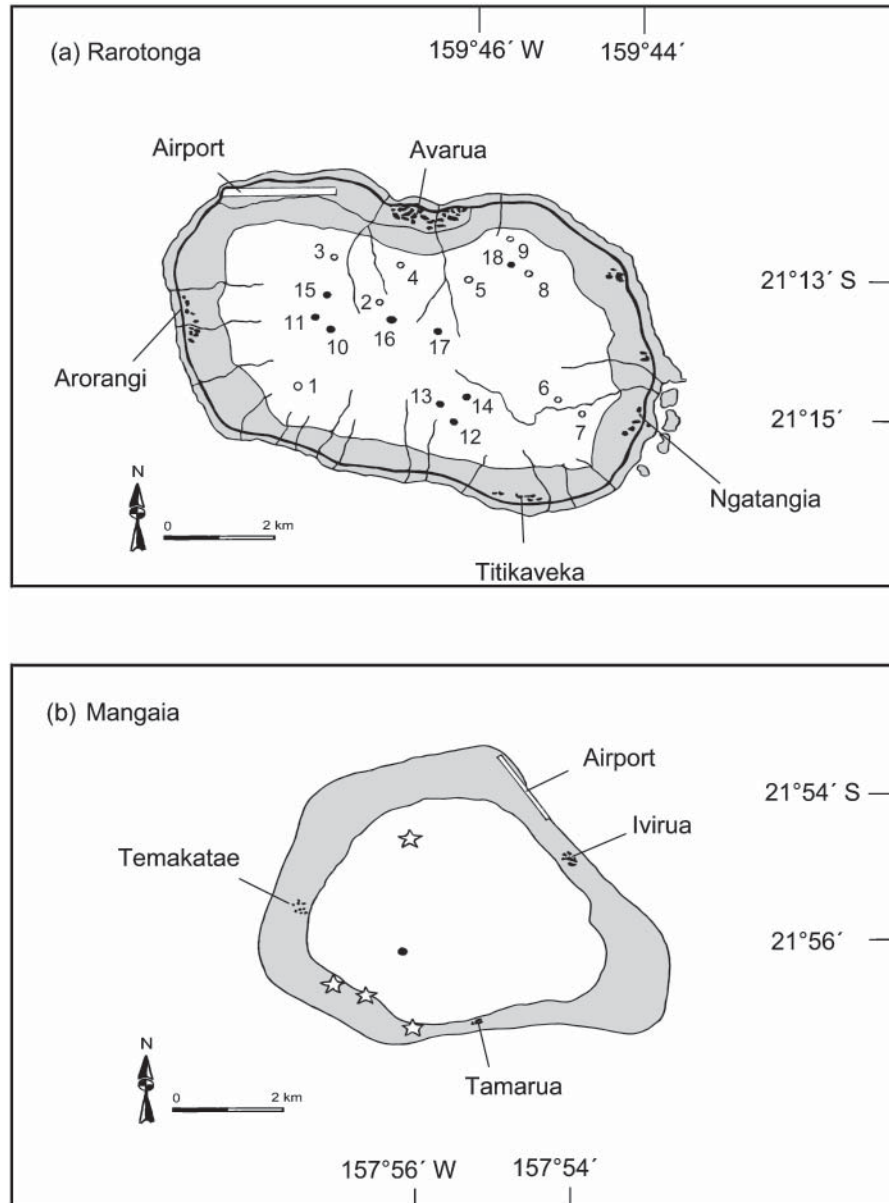 (a) Rarotonga
159°46´ W
159°44´
Airport
Avarua
3
4
9
18
8
5
21°13´ S
15
2
11
16
10
17
Arorangi
1
13
14
6
12
7
21°15´
N
0
2 km
Ngatangia
Titikaveka
(b) Mangaia
Airport
21°54´ S
Ivirua
Temakatae
21°56´
N
0
2 km
Tamarua
157°56´ W
157°54´